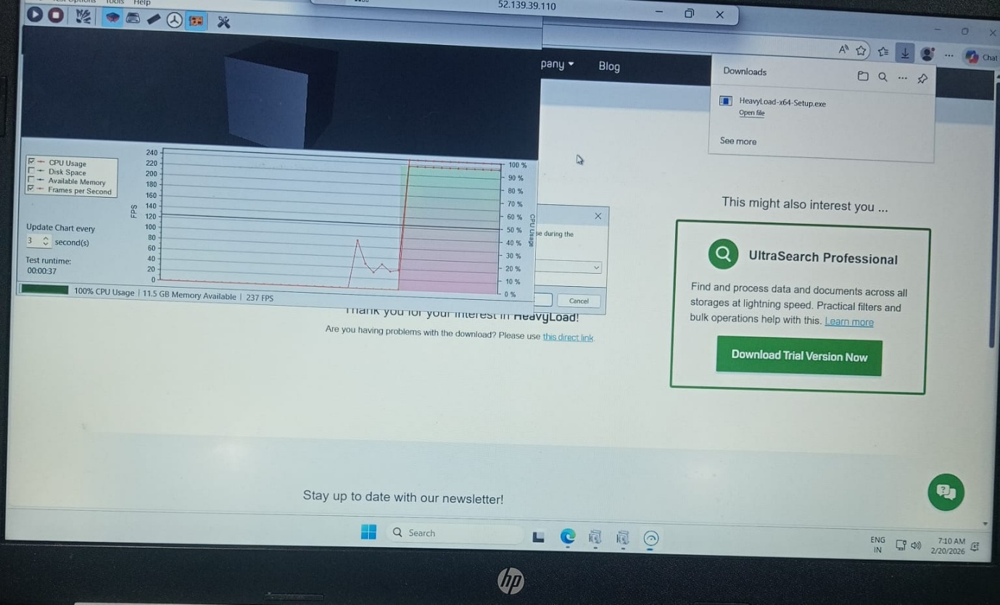 Tools Help
52.139.39.110
Chat
pany
Blog
Downloads
HeavyLoad-x64-Setup.exe
Open file
See more
CPU Usage
Disk Space
Available Memory
Frames per Second
Update Chart every
3 second(s)
Test runtime:
00:00:37
FPS
240
220
200
180
160
140
120
100
80
60
40
20
0
100 %
90 %
80 %
70 %
60 %
50 %
40 %
30 %
20 %
10 %
0 %
CPU Usage
100% CPU Usage | 11.5 GB Memory Available | 237 FPS
se during the
Cancel
Thank you for your interest in HeavyLoad!
Are you having problems with the download? Please use this direct link.
This might also interest you ...
UltraSearch Professional
Find and process data and documents across all
storages at lightning speed. Practical filters and
bulk operations help with this. Learn more
Download Trial Version Now
Stay up to date with our newsletter!
Search
ENG
IN
7:10 AM
2/20/2026
hp